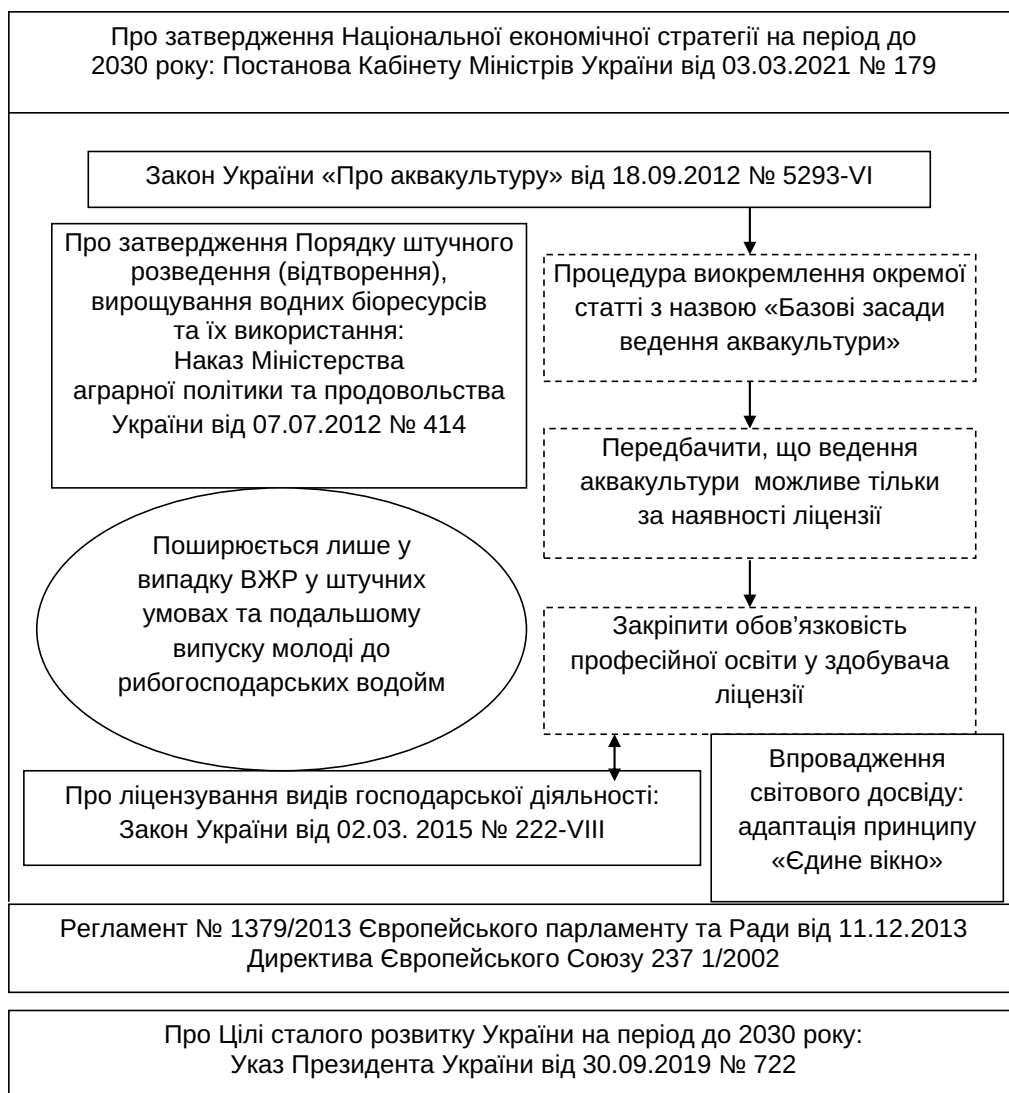 Про затвердження Національної економічної стратегії на період до
2030 року: Постанова Кабінету Міністрів України від 03.03.2021 № 179
Закон України «Про аквакультуру» від 18.09.2012 № 5293-VI
Про затвердження Порядку штучного
розведення (відтворення),
вирощування водних біоресурсів
та їх використання:
Наказ Міністерства
аграрної політики та продовольства
України від 07.07.2012 № 414
Процедура виокремлення окремої
статті з назвою «Базові засади
ведення аквакультури»
Передбачити, що ведення
аквакультури  можливе тільки
за наявності ліцензії
Поширюється лише у
випадку ВЖР у штучних
умовах та подальшому
випуску молоді до
рибогосподарських водойм
Закріпити обов’язковість
професійної освіти у здобувача
ліцензії
Про ліцензування видів господарської діяльності:
Закон України від 02.03. 2015 № 222-VIII
Впровадження
світового досвіду:
адаптація принципу
«Єдине вікно»
Регламент № 1379/2013 Європейського парламенту та Ради від 11.12.2013
Директива Європейського Союзу 237 1/2002
Про Цілі сталого розвитку України на період до 2030 року:
Указ Президента України від 30.09.2019 № 722